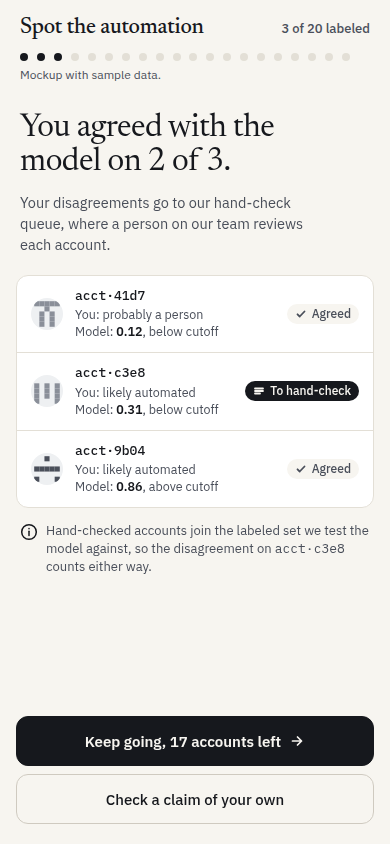 Spot the automation
3 of 20 labeled
Mockup with sample data.
You agreed with the
model on 2 of 3.
Your disagreements go to our hand-check
queue, where a person on our team reviews
each account.
acct·41d7
You: probably a person
Model: 0.12, below cutoff
Agreed
acct·c3e8
You: likely automated
Model: 0.31, below cutoff
To hand-check
acct·9b04
You: likely automated
Model: 0.86, above cutoff
Agreed
Hand-checked accounts join the labeled set we test the
model against, so the disagreement on acct·c3e8
counts either way.
Keep going, 17 accounts left →
Check a claim of your own